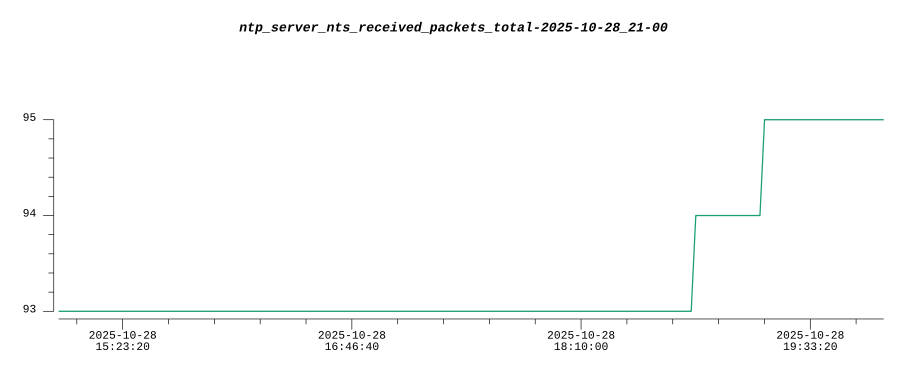 ntp_server_nts_received_packets_total-2025-10-28_21-00
95
94
93
2025-10-28 2025-10-28 2025-10-28 2025-10-28
15:23:20 16:46:40 18:10:00 19:33:20